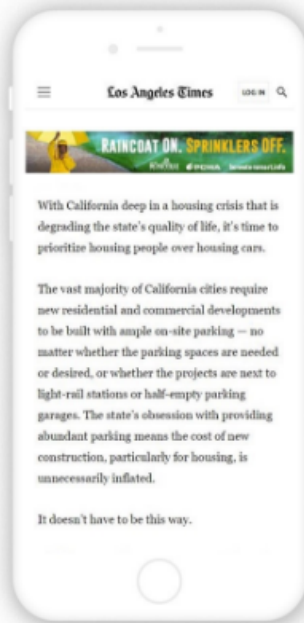 Los Angeles Times
LOG IN
RAINCOAT ON. SPRINKLERS OFF.
With California deep in a housing crisis that is
degrading the state's quality of life, it's time to
prioritize housing people over housing cars.
The vast majority of California cities require
new residential and commercial developments
to be built with ample on-site parking — no
matter whether the parking spaces are needed
or desired, or whether the projects are next to
light-rail stations or half-empty parking
garages. The state's obsession with providing
abundant parking means the cost of new
construction, particularly for housing, is
unnecessarily inflated.
It doesn't have to be this way.